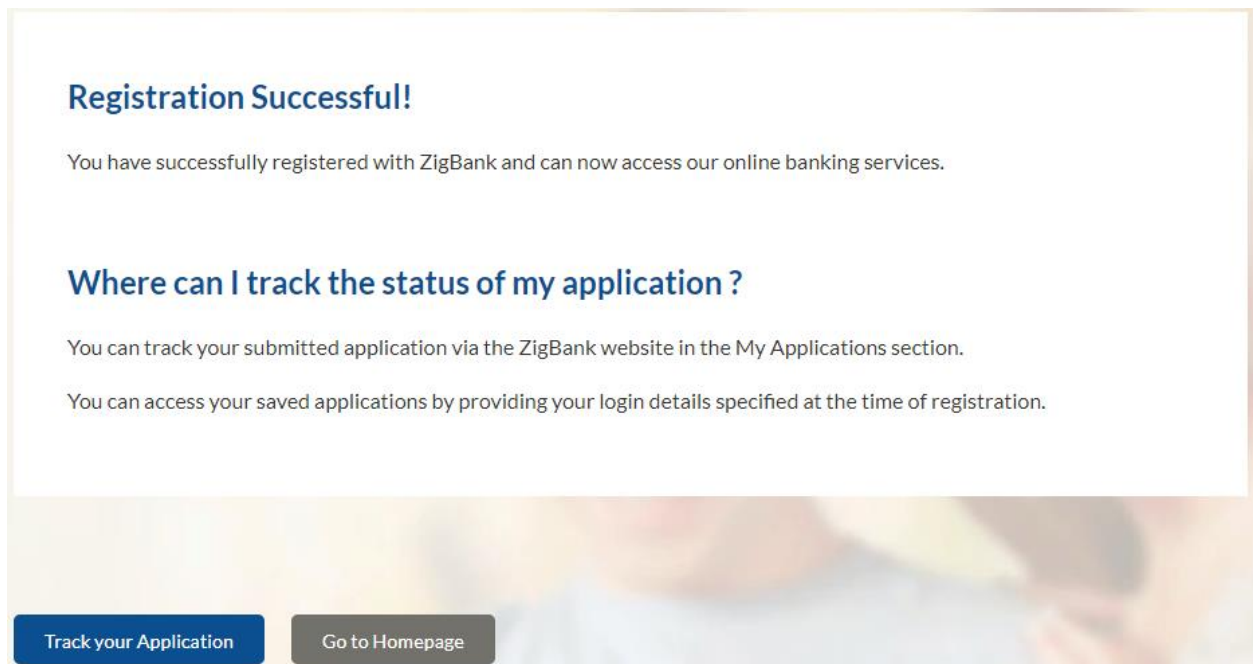 Registration Successful!
You have successfully registered with ZigBank and can now access our online banking services.
Where can I track the status of my application ?
You can track your submitted application via the ZigBank website in the My Applications section.
You can access your saved applications by providing your login details specified at the time of registration.
Track your Application
Go to Homepage